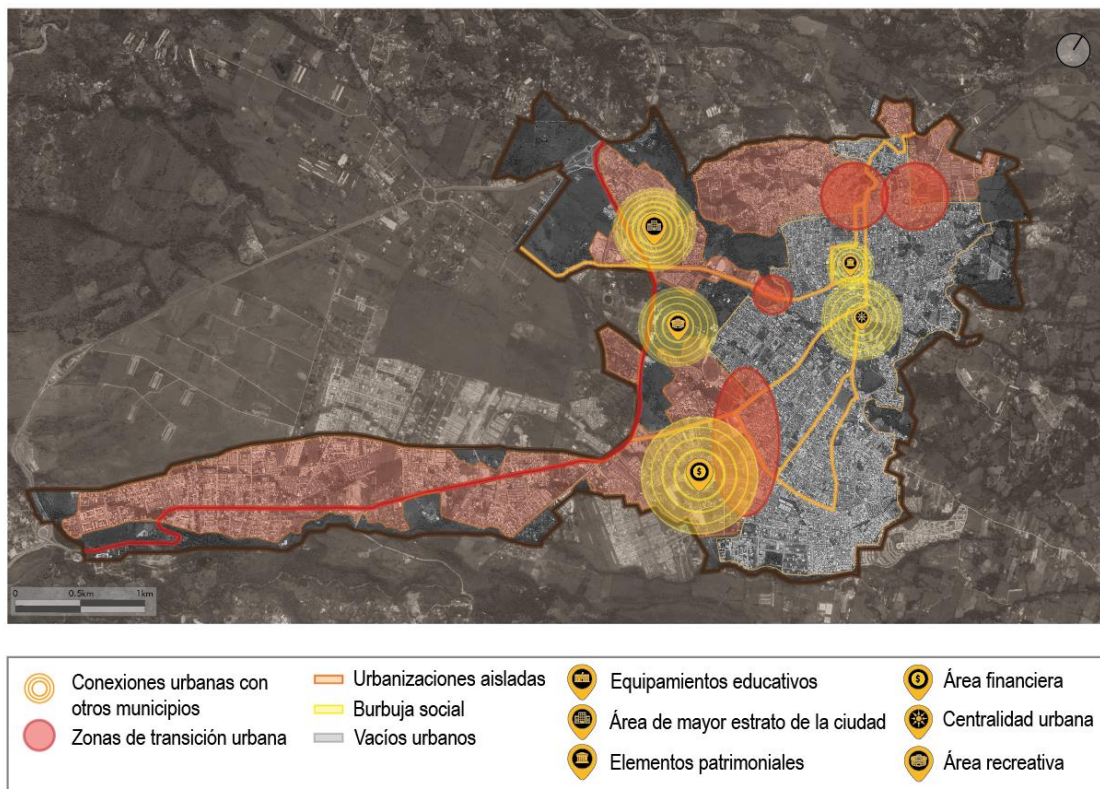 0 0.5km 1km
Conexiones urbanas con
otros municipios
Zonas de transición urbana
Urbanizaciones aisladas
Burbuja social
Vacíos urbanos
Equipamientos educativos
Área de mayor estrato de la ciudad
Elementos patrimoniales
Área financiera
Centralidad urbana
Área recreativa